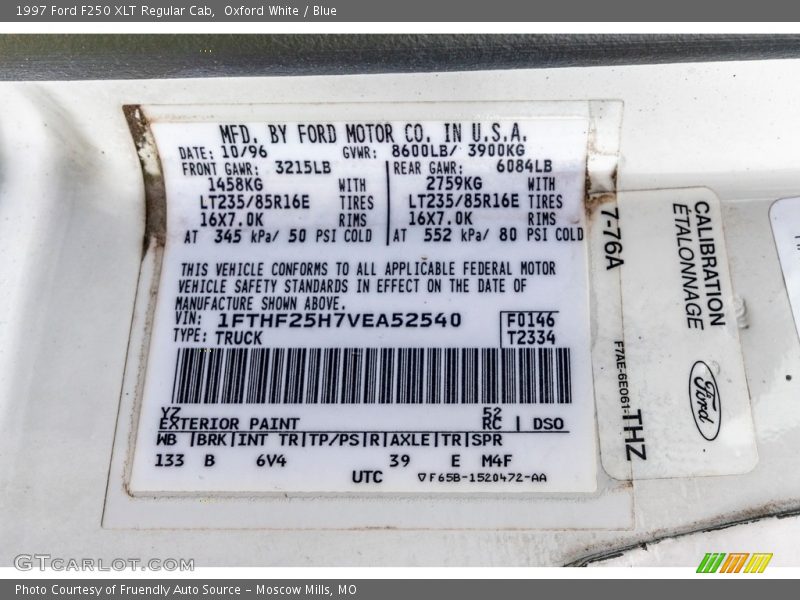 1997 Ford F250 XLT Regular Cab, Oxford White / Blue
MFD. BY FORD MOTOR CO. IN U.S.A.
DATE: 10/96 GVWR: 8600LB/ 3900KG
FRONT GAWR: 3215LB REAR GAWR: 6084LB
1458KG WITH 2759KG WITH
LT235/85R16E TIRES LT235/85R16E TIRES
16X7.0K RIMS 16X7.0K RIMS
AT 345 kPa/ 50 PSI COLD AT 552 kPa/ 80 PSI COLD
THIS VEHICLE CONFORMS TO ALL APPLICABLE FEDERAL MOTOR
VEHICLE SAFETY STANDARDS IN EFFECT ON THE DATE OF
MANUFACTURE SHOWN ABOVE.
VIN: 1FTHF25H7VEA52540 F0146
TYPE: TRUCK T2334
YZ 52
EXTERIOR PAINT RC DSO
WB BRK INT TR TP/PS R AXLE TR SPR
133 B 6V4 39 E M4F
UTC ▽F65B-1520472-AA
7-76A
CALIBRATION
ÉTALONNAGE
F7AE-6E061-THZ
Ford
GTCarLot.com
Photo Courtesy of Fruendly Auto Source – Moscow Mills, MO